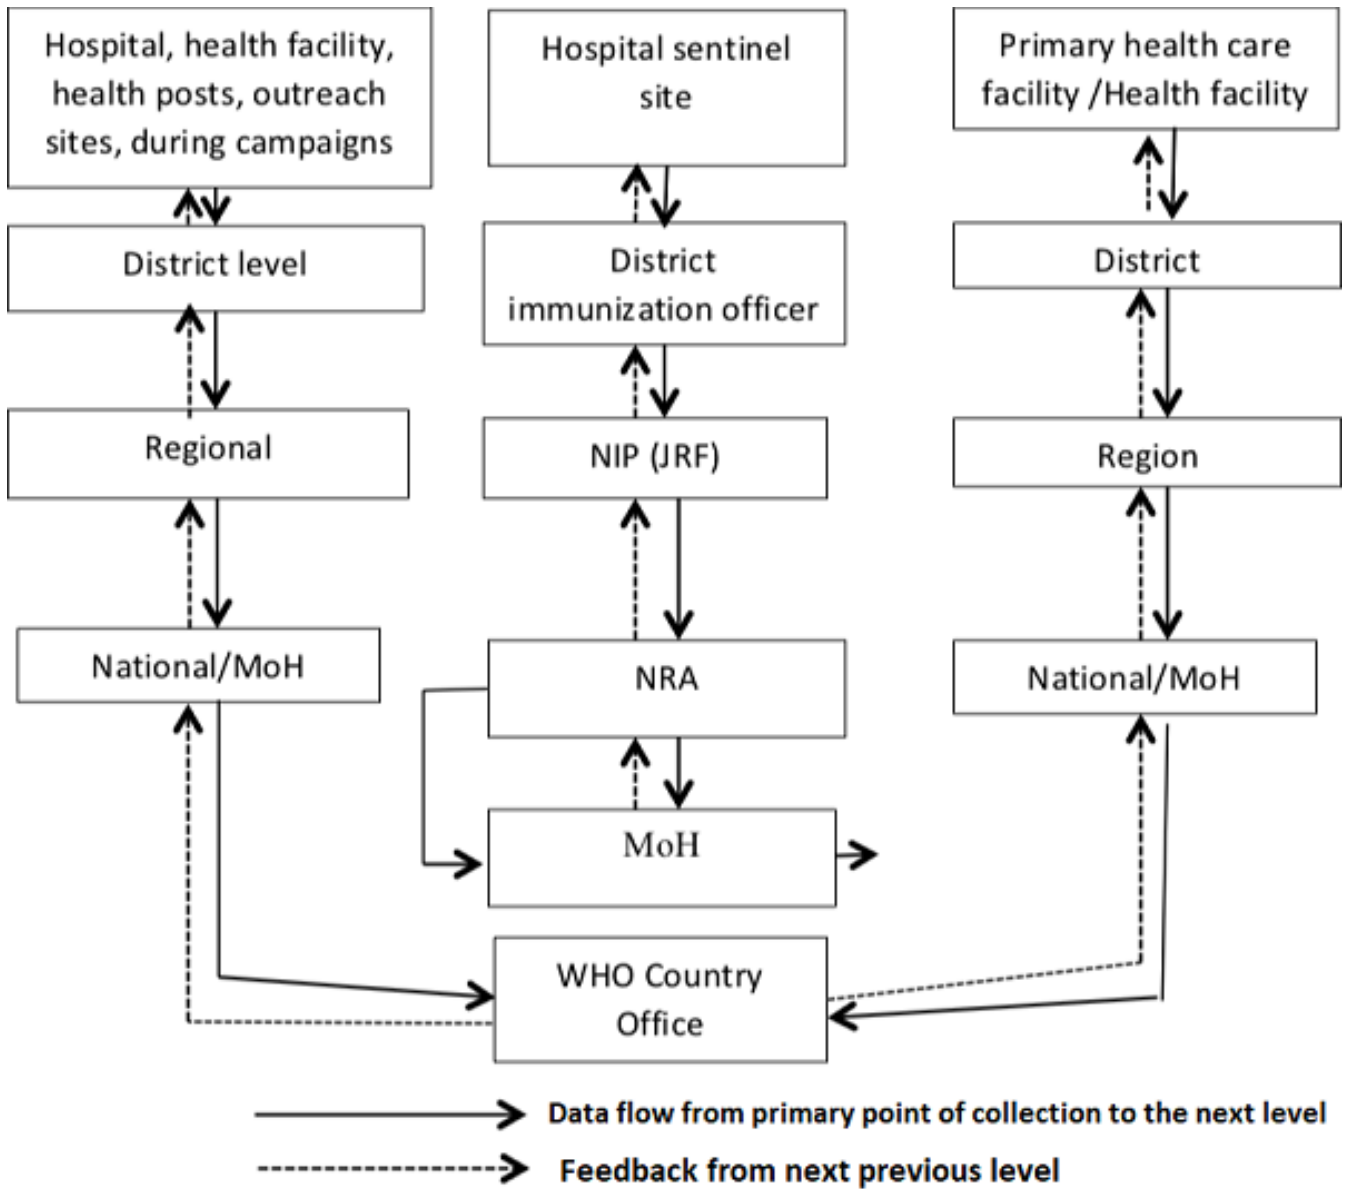 Hospital, health facility,
health posts, outreach
sites, during campaigns
District level
Regional
National/MoH
Hospital sentinel
site
District
immunization officer
NIP (JRF)
NRA
MoH
WHO Country
Office
Primary health care
facility /Health facility
District
Region
National/MoH
Data flow from primary point of collection to the next level
Feedback from next previous level